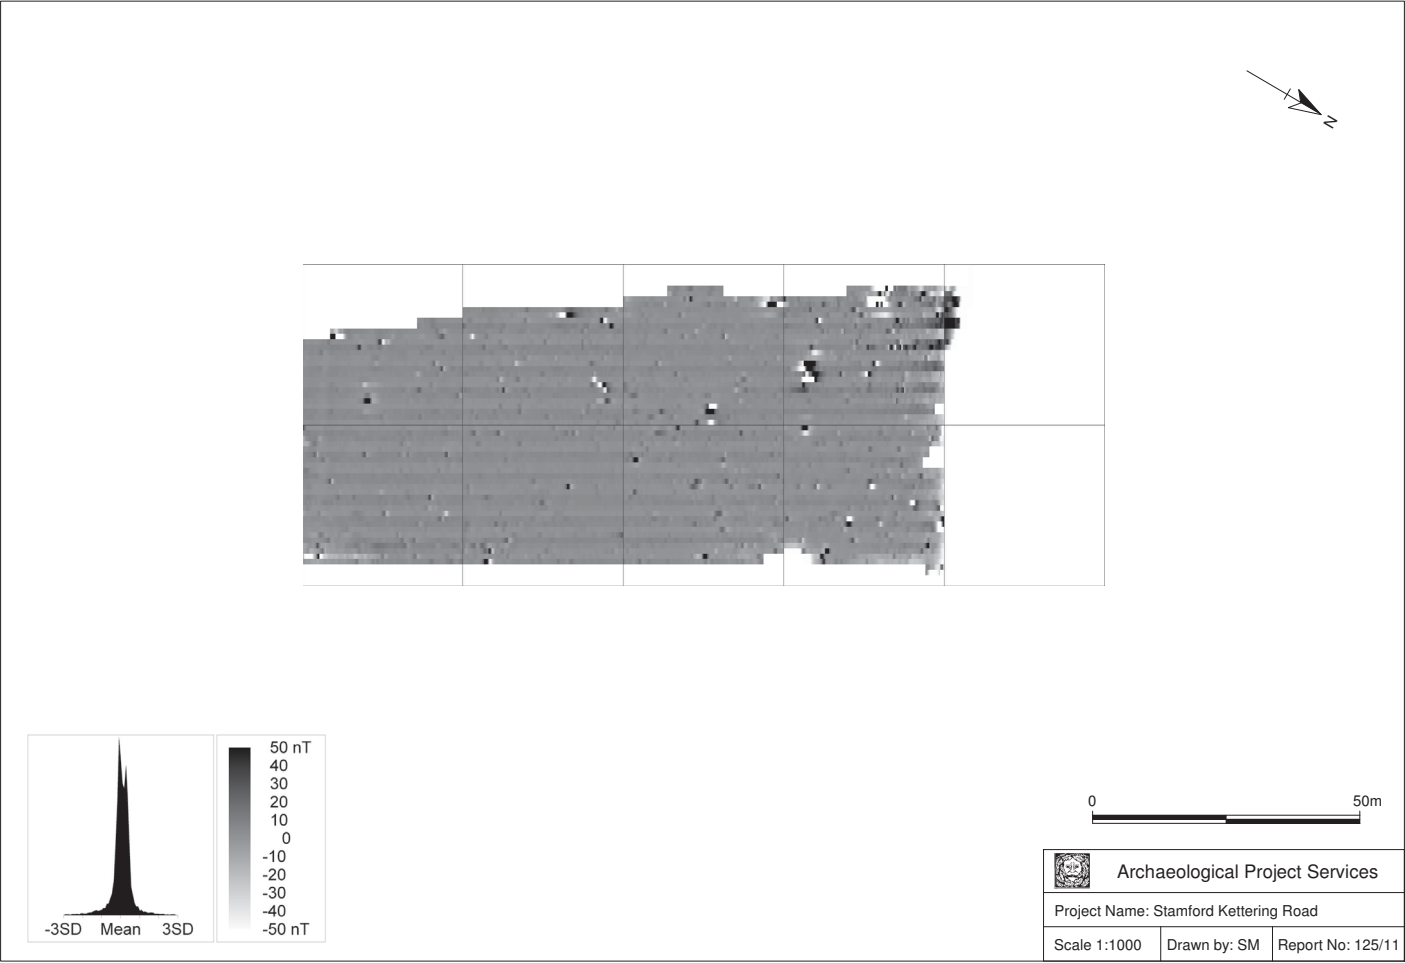 N
50 nT
40
30
20
10
0
-10
-20
-30
-40
-50 nT
-3SD Mean 3SD
0 50m
Archaeological Project Services
Project Name: Stamford Kettering Road
Scale 1:1000 Drawn by: SM Report No: 125/11